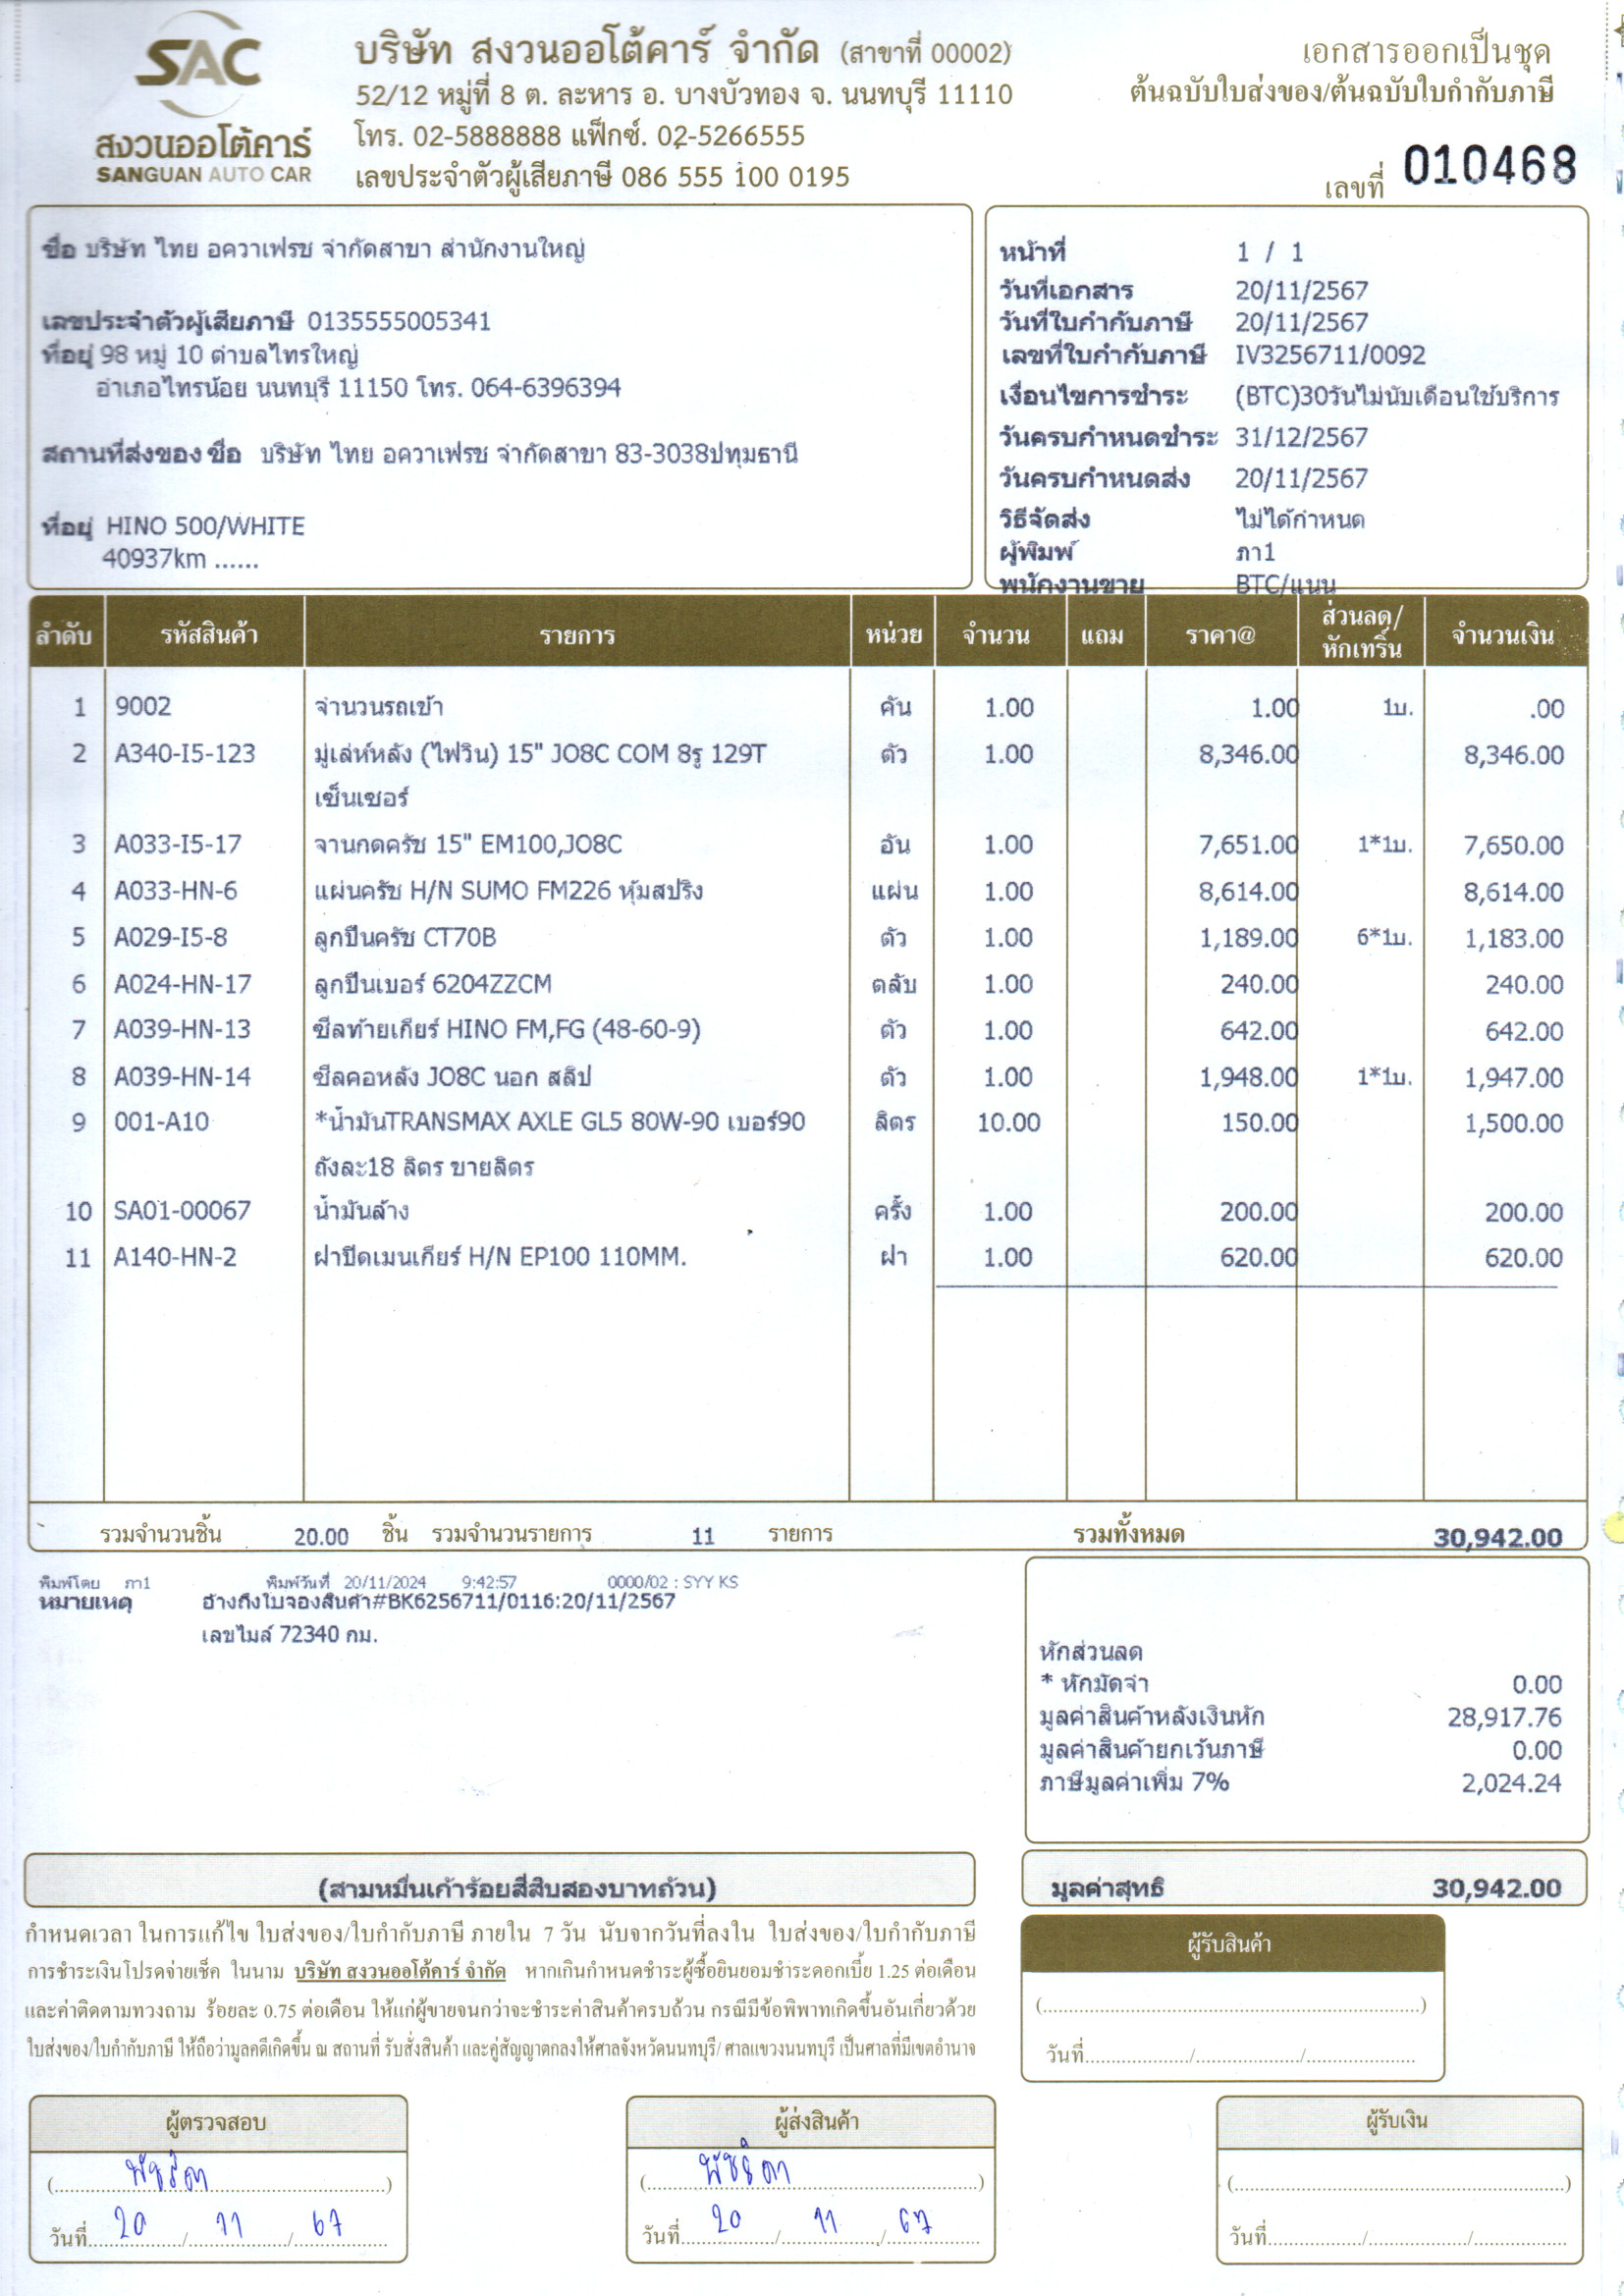 SAC
สงวนออโต้คาร์
SANGUAN AUTO CAR
บริษัท สงวนออโต้คาร์ จำกัด (สาขาที่ 00002)
52/12 หมู่ที่ 8 ต. ละหาร อ. บางบัวทอง จ. นนทบุรี 11110
โทร. 02-5888888 แฟ็กซ์. 02-5266555
เลขประจำตัวผู้เสียภาษี 086 555 100 0195
เอกสารออกเป็นชุด
ต้นฉบับใบส่งของ/ต้นฉบับใบกำกับภาษี
เลขที่ 010468
ชื่อ บริษัท ไทย อควาเฟรช จำกัดสาขา สำนักงานใหญ่
เลขประจำตัวผู้เสียภาษี 0135555005341
ที่อยู่ 98 หมู่ 10 ตำบลไทรใหญ่
อำเภอไทรน้อย นนทบุรี 11150 โทร. 064-6396394
สถานที่ส่งของ ชื่อ บริษัท ไทย อควาเฟรช จำกัดสาขา 83-3038ปทุมธานี
ที่อยู่ HINO 500/WHITE
40937km ......
หน้าที่ 1 / 1
วันที่เอกสาร 20/11/2567
วันที่ใบกำกับภาษี 20/11/2567
เลขที่ใบกำกับภาษี IV3256711/0092
เงื่อนไขการชำระ (BTC)30วันไม่นับเดือนใช้บริการ
วันครบกำหนดชำระ 31/12/2567
วันครบกำหนดส่ง 20/11/2567
วิธีจัดส่ง ไม่ได้กำหนด
ผู้พิมพ์ ภา1
พนักงานขาย BTC/แนน
ลำดับ รหัสสินค้า รายการ หน่วย จำนวน แถม ราคา@ ส่วนลด/หักเทริ์น จำนวนเงิน
1 9002 จำนวนรถเข้า คัน 1.00 1.00 1บ. .00
2 A340-I5-123 มู่เล่ห์หลัง (ไฟวิน) 15" JO8C COM 8รู 129T ตัว 1.00 8,346.00 8,346.00
เซ็นเซอร์
3 A033-I5-17 จานกดครัช 15" EM100,JO8C อัน 1.00 7,651.00 1*1บ. 7,650.00
4 A033-HN-6 แผ่นครัช H/N SUMO FM226 หุ้มสปริง แผ่น 1.00 8,614.00 8,614.00
5 A029-I5-8 ลูกปืนครัช CT70B ตัว 1.00 1,189.00 6*1บ. 1,183.00
6 A024-HN-17 ลูกปืนเบอร์ 6204ZZCM ตลับ 1.00 240.00 240.00
7 A039-HN-13 ซีลท้ายเกียร์ HINO FM,FG (48-60-9) ตัว 1.00 642.00 642.00
8 A039-HN-14 ซีลคอหลัง JO8C นอก สลิป ตัว 1.00 1,948.00 1*1บ. 1,947.00
9 001-A10 *น้ำมันTRANSMAX AXLE GL5 80W-90 เบอร์90 ลิตร 10.00 150.00 1,500.00
ถังละ18 ลิตร ขายลิตร
10 SA01-00067 น้ำมันล้าง ครั้ง 1.00 200.00 200.00
11 A140-HN-2 ฝาปิดเมนเกียร์ H/N EP100 110MM. ฝา 1.00 620.00 620.00
รวมจำนวนชิ้น 20.00 ชิ้น รวมจำนวนรายการ 11 รายการ รวมทั้งหมด 30,942.00
พิมพ์โดย ภา1 พิมพ์วันที่ 20/11/2024 9:42:57 0000/02 : SYY KS
หมายเหตุ อ้างถึงใบจองสินค้า#BK6256711/0116:20/11/2567
เลขไมล์ 72340 กม.
หักส่วนลด
* หักมัดจำ 0.00
มูลค่าสินค้าหลังเงินหัก 28,917.76
มูลค่าสินค้ายกเว้นภาษี 0.00
ภาษีมูลค่าเพิ่ม 7% 2,024.24
(สามหมื่นเก้าร้อยสี่สิบสองบาทถ้วน)
มูลค่าสุทธิ 30,942.00
กำหนดเวลา ในการแก้ไข ใบส่งของ/ใบกำกับภาษี ภายใน 7 วัน นับจากวันที่ลงใน ใบส่งของ/ใบกำกับภาษี
การชำระเงินโปรดจ่ายเช็ค ในนาม บริษัท สงวนออโต้คาร์ จำกัด หากเกินกำหนดชำระผู้ซื้อยินยอมชำระดอกเบี้ย 1.25 ต่อเดือน
และค่าติดตามทวงถาม ร้อยละ 0.75 ต่อเดือน ให้แก่ผู้ขายจนกว่าจะชำระค่าสินค้าครบถ้วน กรณีมีข้อพิพาทเกิดขึ้นอันเกี่ยวด้วย
ใบส่งของ/ใบกำกับภาษี ให้ถือว่ามูลคดีเกิดขึ้น ณ สถานที่ รับสั่งสินค้า และคู่สัญญาตกลงให้ศาลจังหวัดนนทบุรี/ ศาลแขวงนนทบุรี เป็นศาลที่มีเขตอำนาจ
ผู้รับสินค้า
(........................................)
วันที่............/............/............
ผู้ตรวจสอบ
(พัชริดา)
วันที่ 20 / 11 / 67
ผู้ส่งสินค้า
(พัชริดา)
วันที่ 20 / 11 / 67
ผู้รับเงิน
(........................................)
วันที่............/............/............